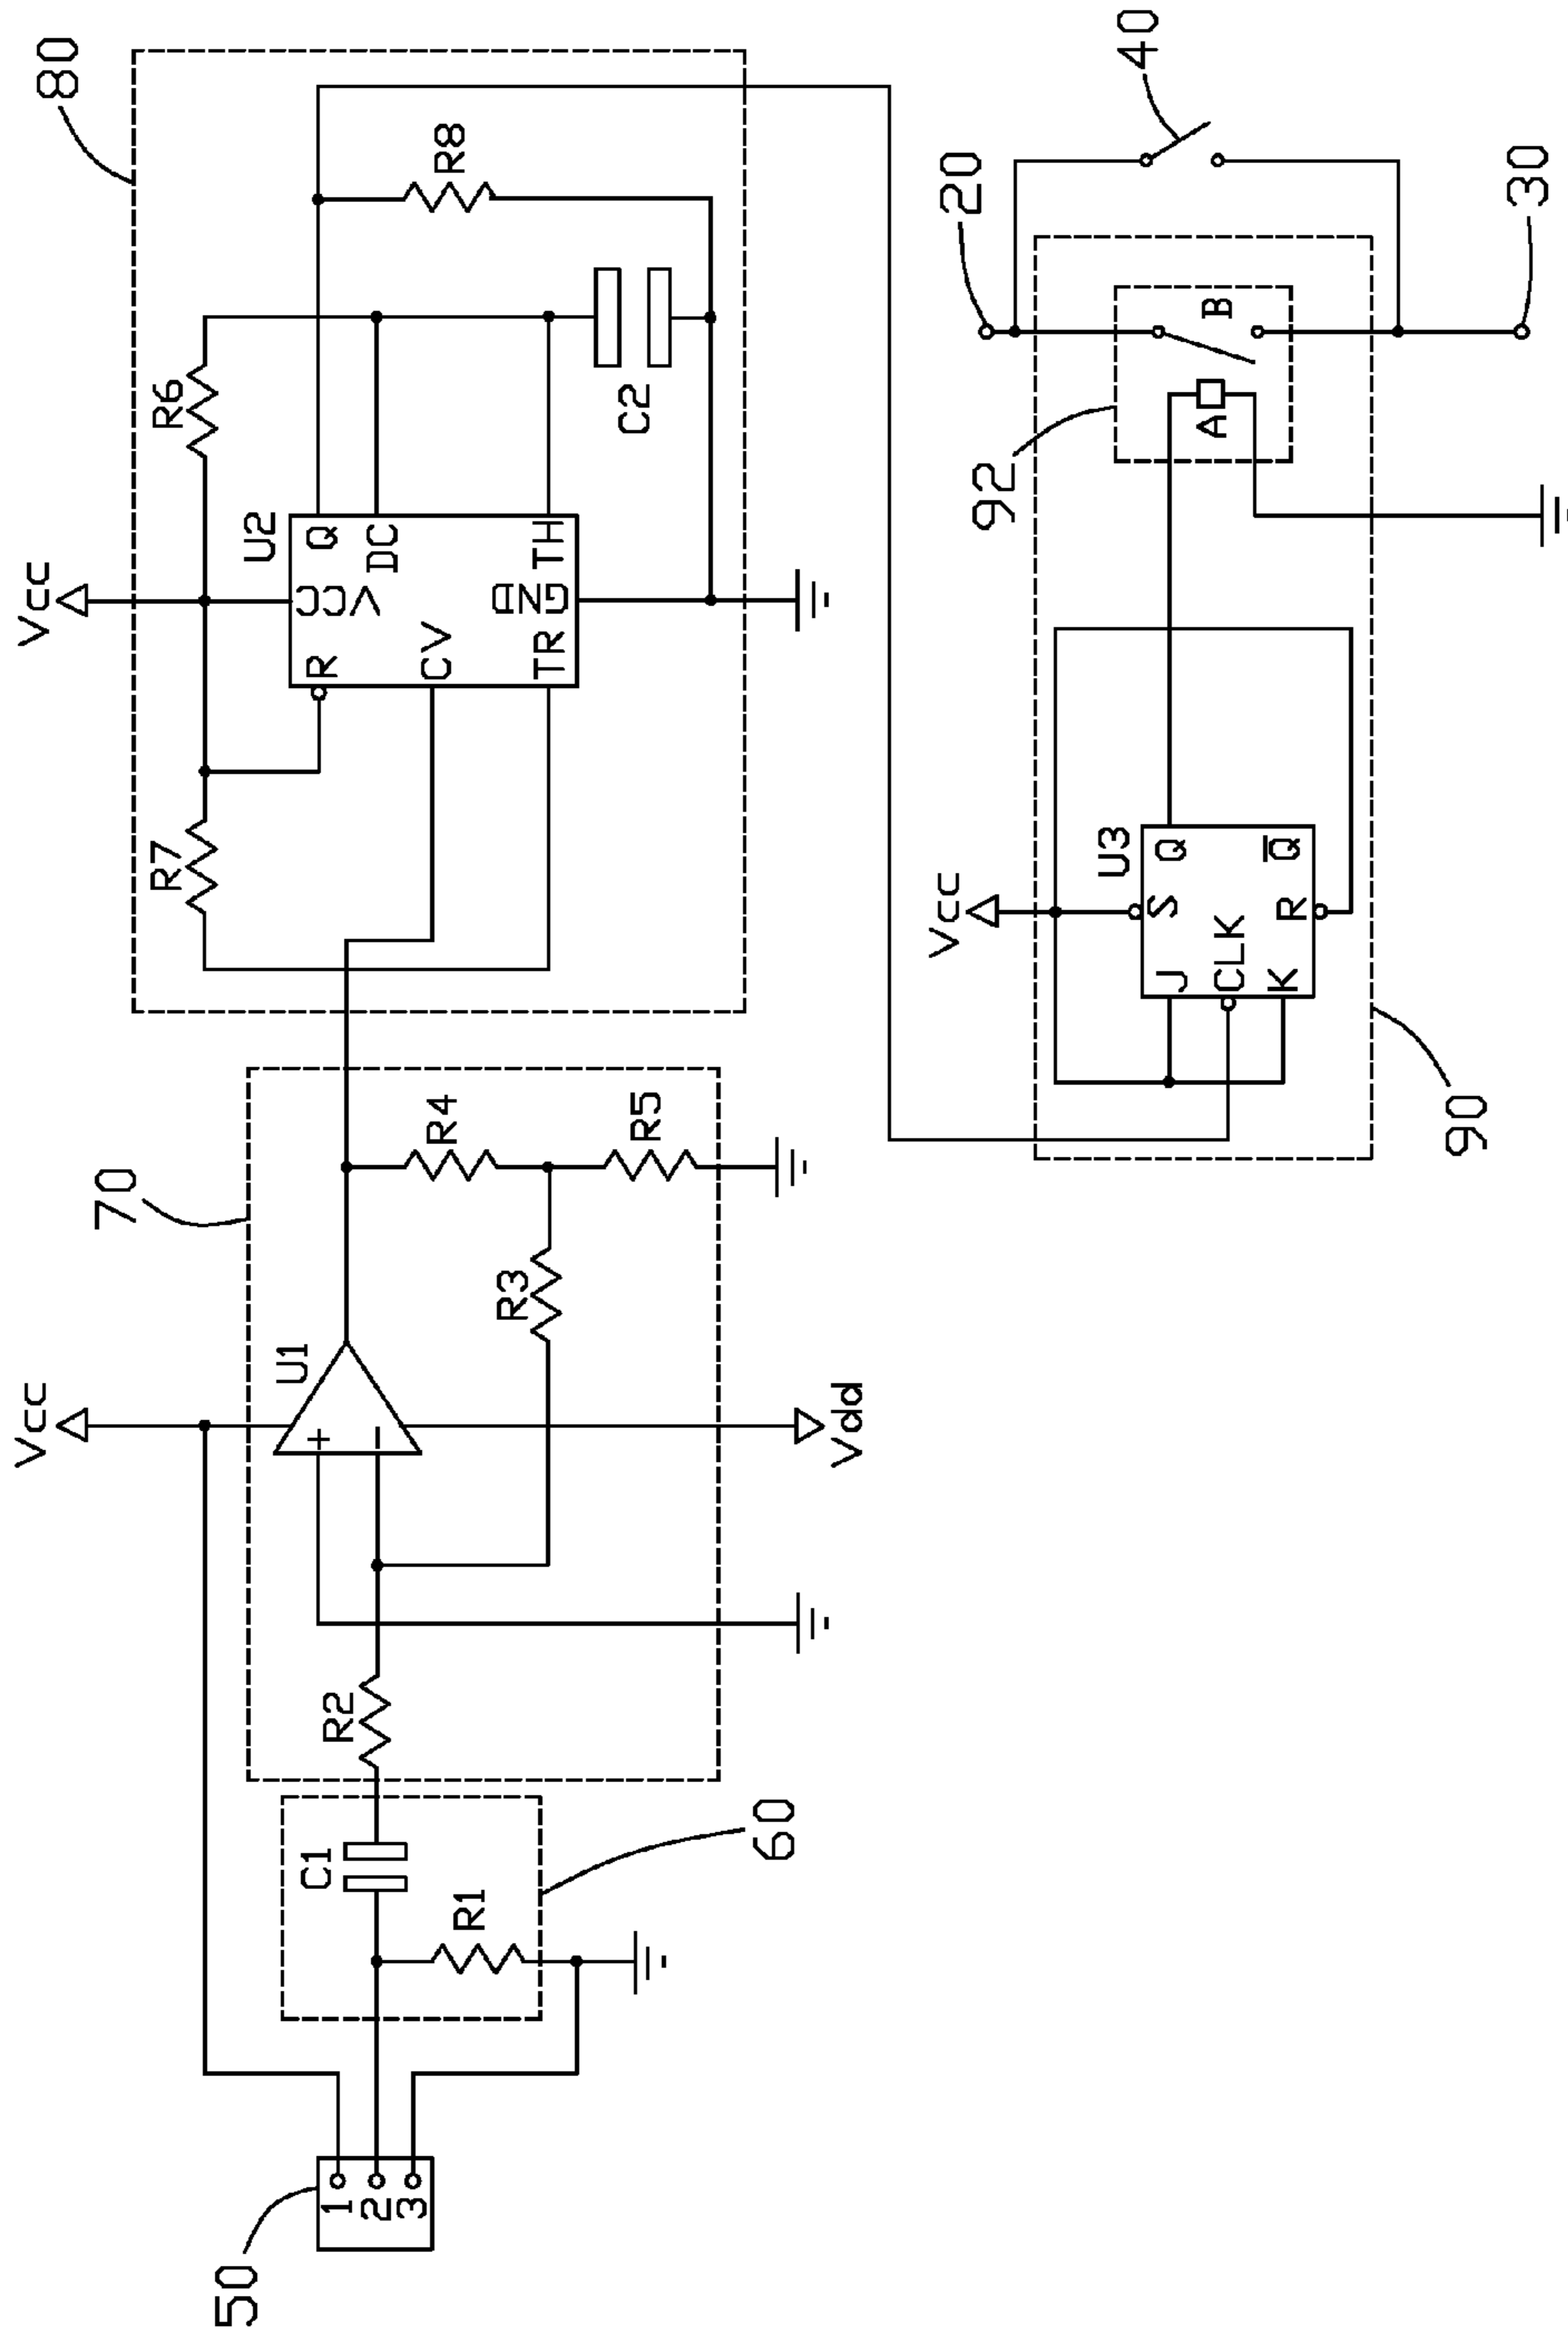 80
Vcc
R6
R8
U2
R7
R
VCC
Q
DC
CV
C2
TR
GND
TH
70
Vcc
U1
+
−
R4
R3
R5
R2
Vdd
C1
R1
60
50
1
2
3
20
40
92
B
A
30
Vcc
U3
S
J
Q
CLK
K
R
Q̅
90